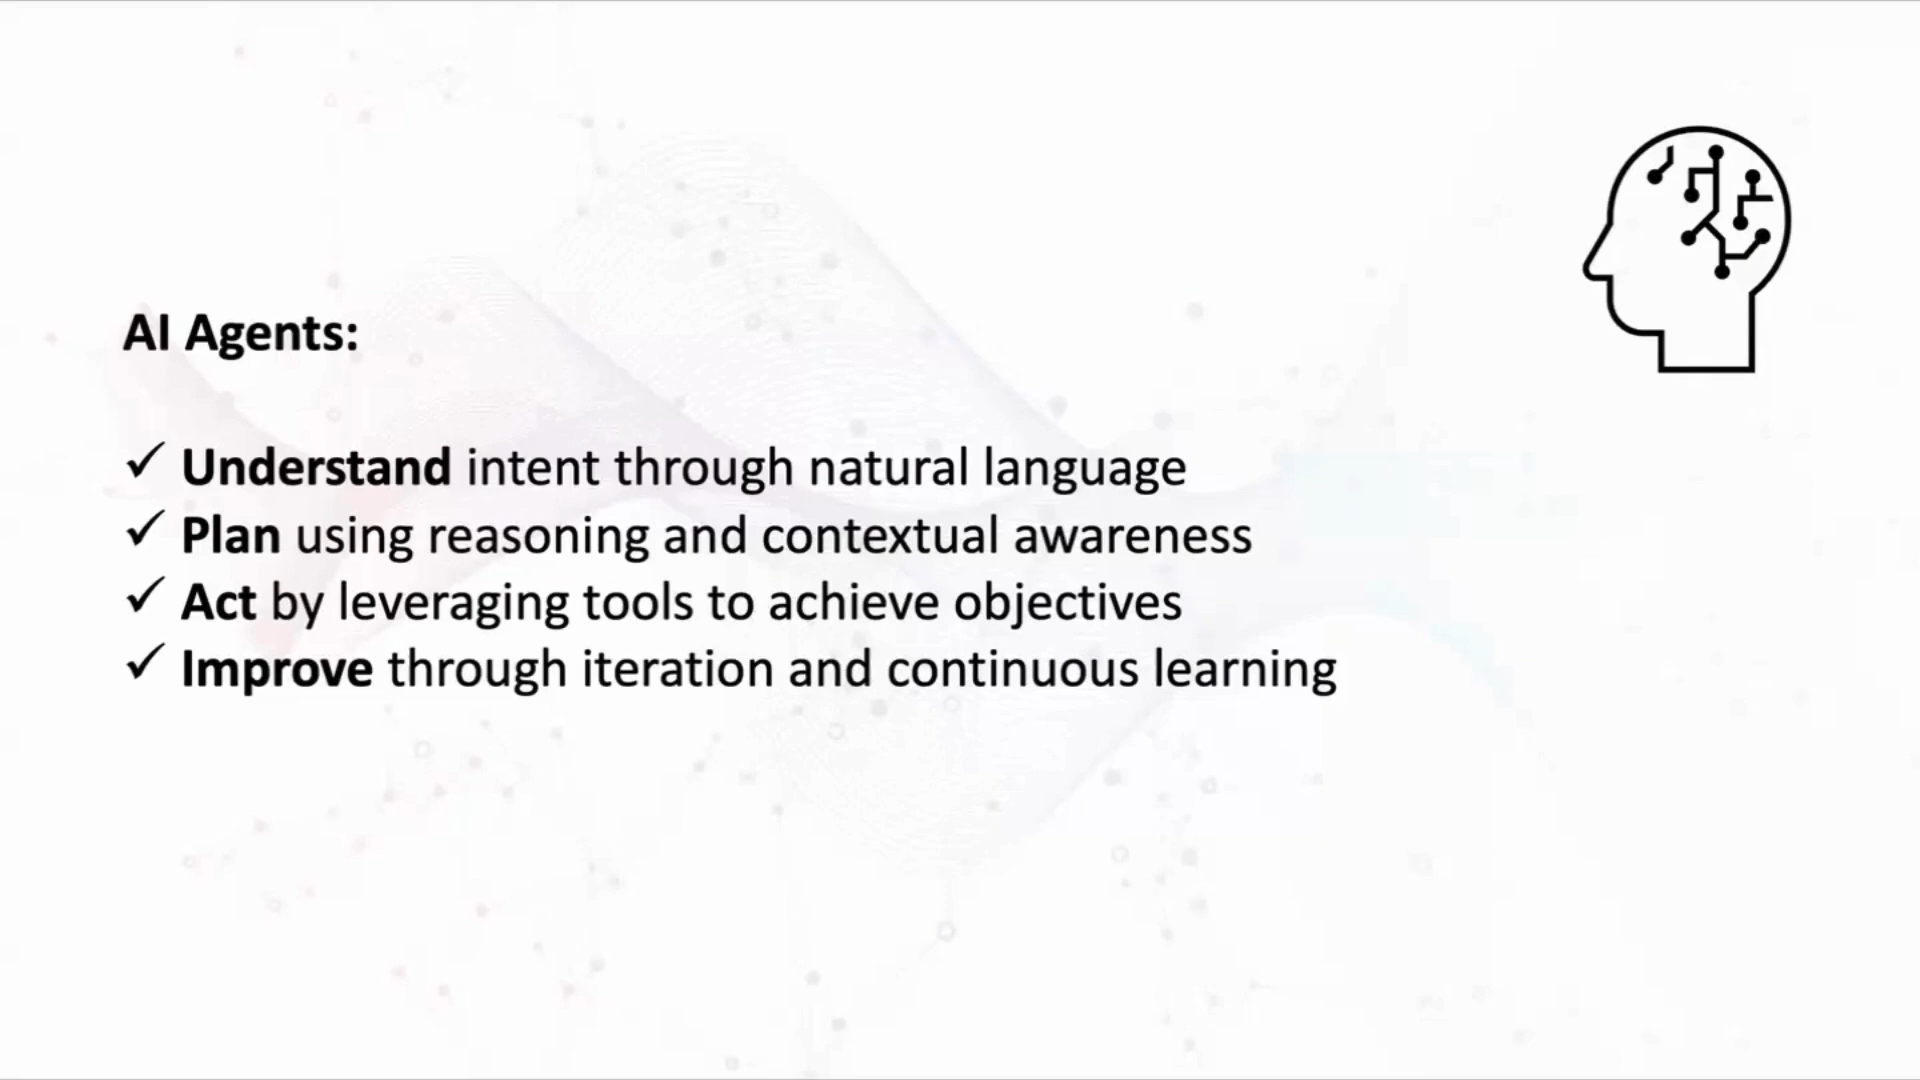 AI Agents:
✓ Understand intent through natural language
✓ Plan using reasoning and contextual awareness
✓ Act by leveraging tools to achieve objectives
✓ Improve through iteration and continuous learning